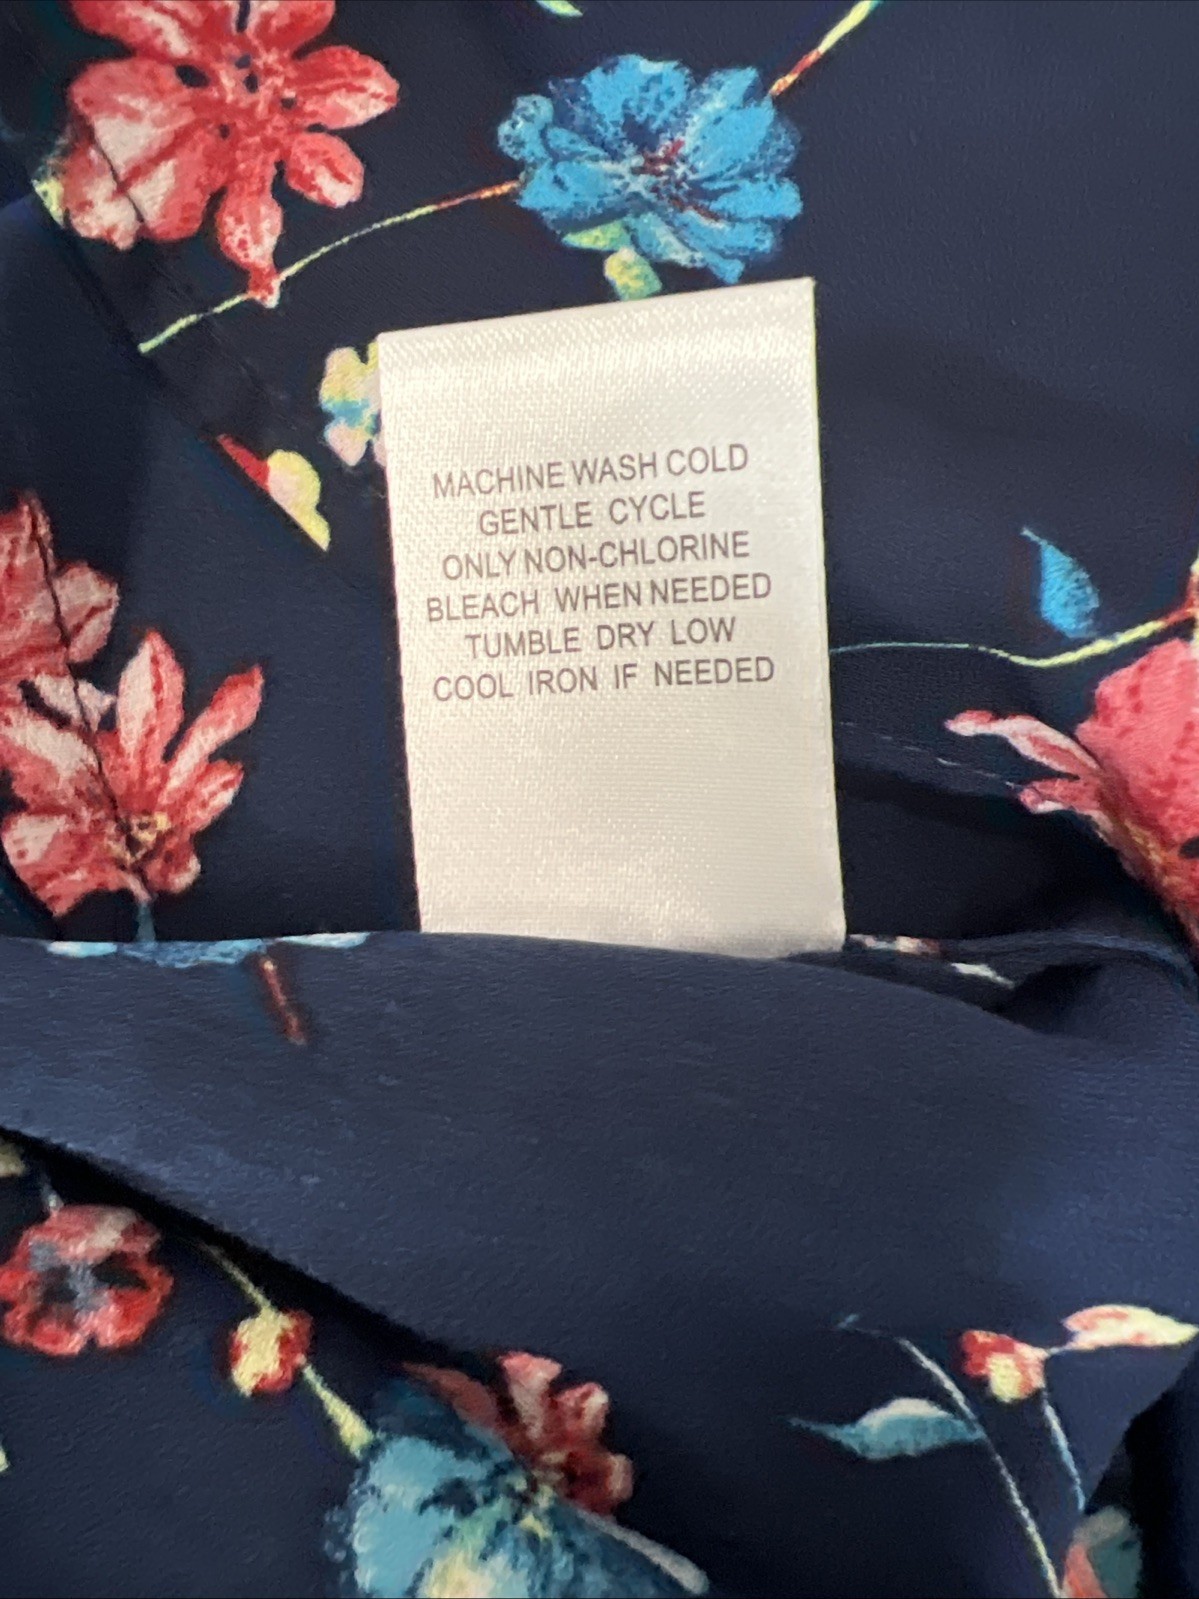 MACHINE WASH COLD
GENTLE CYCLE
ONLY NON-CHLORINE
BLEACH WHEN NEEDED
TUMBLE DRY LOW
COOL IRON IF NEEDED